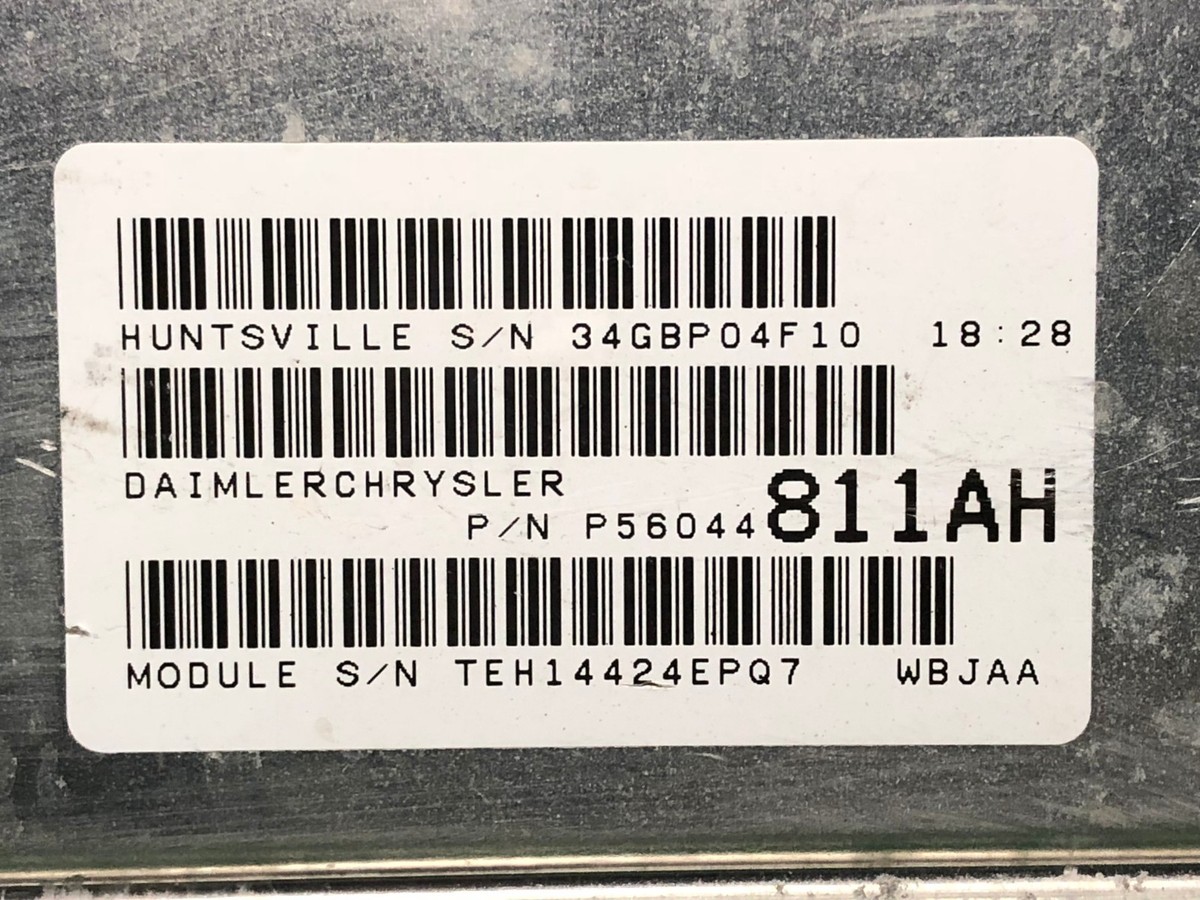 HUNTSVILLE S/N 34GBP04F10 18:28
DAIMLERCHRYSLER
P/N P56044811AH
MODULE S/N TEH14424EPQ7 WBJAA